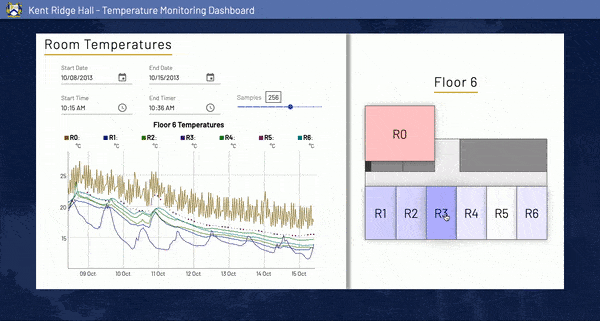 Kent Ridge Hall - Temperature Monitoring Dashboard
Room Temperatures
Start Date
End Date
10/08/2013
10/15/2013
Start Time
End Timer
Samples 256
10:15 AM
10:36 AM
Floor 6 Temperatures
R0: R1: R2: R3: R4: R5: R6:
°C °C °C °C °C °C °C
25
20
15
09 Oct 10 Oct 11 Oct 12 Oct 13 Oct 14 Oct 15 Oct
Floor 6
R0
R1 R2 R3 R4 R5 R6